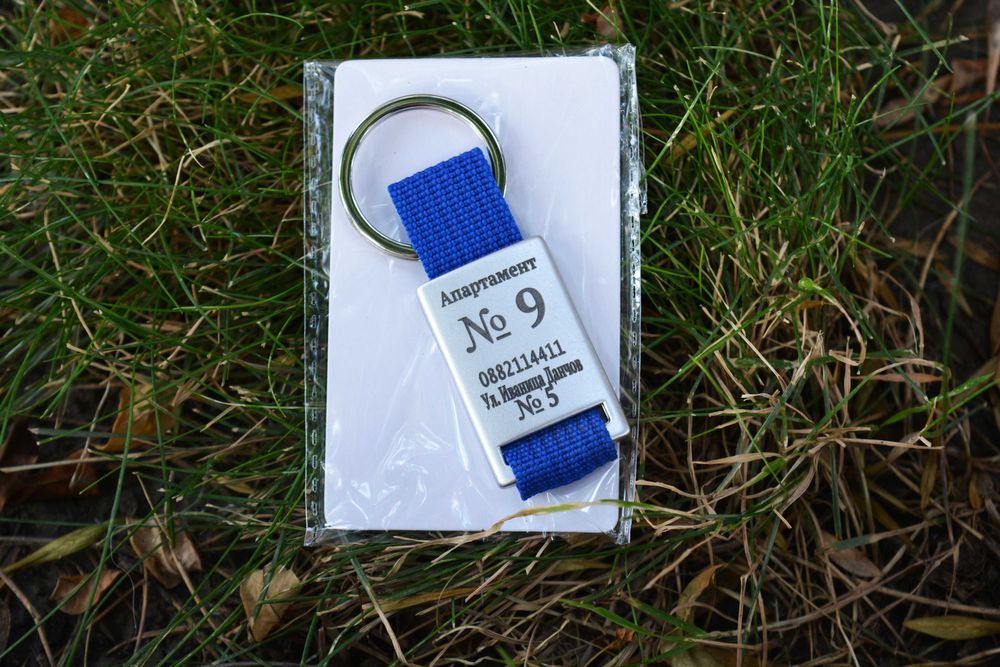 Апартамент
№ 9
0882114411
Ул. Иваница Данчов
№ 5